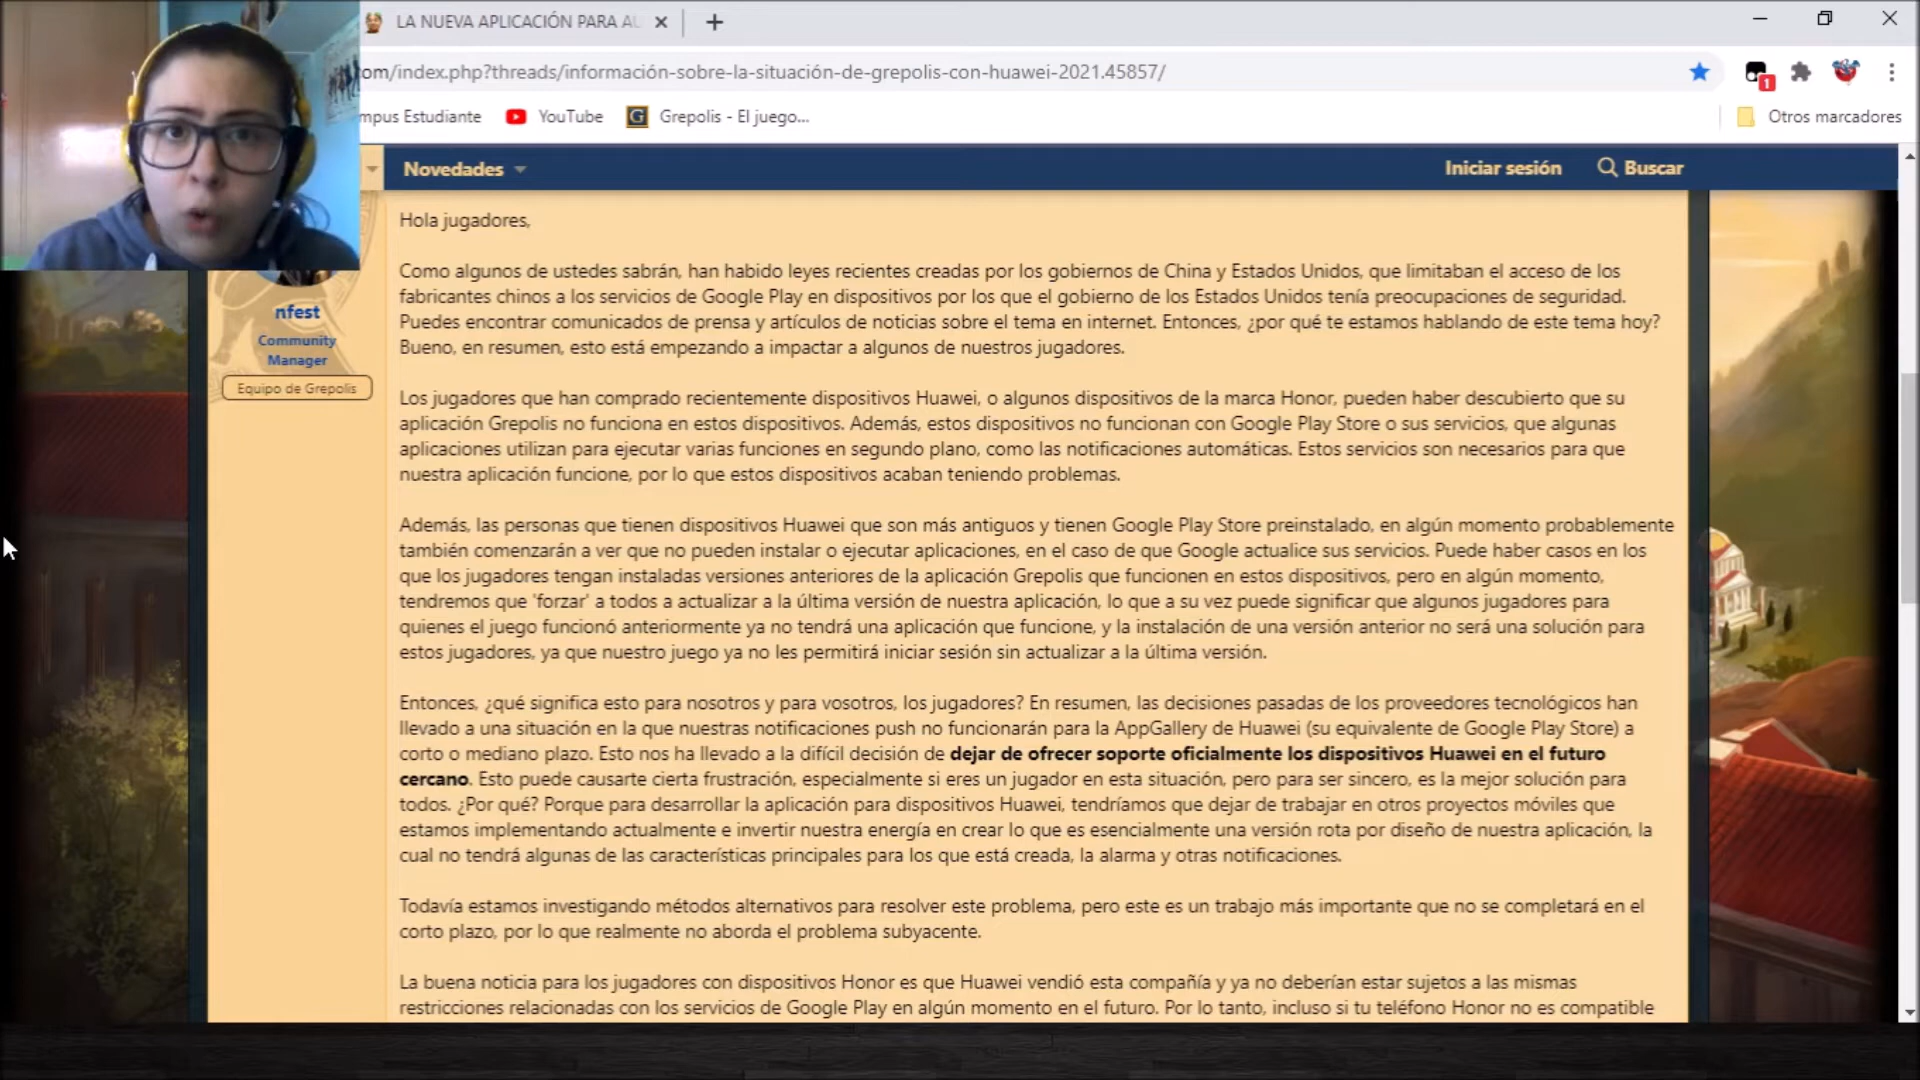 LA NUEVA APLICACIÓN PARA AU
om/index.php?threads/información-sobre-la-situación-de-grepolis-con-huawei-2021.45857/
1
mpus Estudiante
YouTube
G
Grepolis - El juego...
Otros marcadores
Novedades
Iniciar sesión
Buscar
nfest
Community
Manager
Equipo de Grepolis
Hola jugadores,
Como algunos de ustedes sabrán, han habido leyes recientes creadas por los gobiernos de China y Estados Unidos, que limitaban el acceso de los
fabricantes chinos a los servicios de Google Play en dispositivos por los que el gobierno de los Estados Unidos tenía preocupaciones de seguridad.
Puedes encontrar comunicados de prensa y artículos de noticias sobre el tema en internet. Entonces, ¿por qué te estamos hablando de este tema hoy?
Bueno, en resumen, esto está empezando a impactar a algunos de nuestros jugadores.
Los jugadores que han comprado recientemente dispositivos Huawei, o algunos dispositivos de la marca Honor, pueden haber descubierto que su
aplicación Grepolis no funciona en estos dispositivos. Además, estos dispositivos no funcionan con Google Play Store o sus servicios, que algunas
aplicaciones utilizan para ejecutar varias funciones en segundo plano, como las notificaciones automáticas. Estos servicios son necesarios para que
nuestra aplicación funcione, por lo que estos dispositivos acaban teniendo problemas.
Además, las personas que tienen dispositivos Huawei que son más antiguos y tienen Google Play Store preinstalado, en algún momento probablemente
también comenzarán a ver que no pueden instalar o ejecutar aplicaciones, en el caso de que Google actualice sus servicios. Puede haber casos en los
que los jugadores tengan instaladas versiones anteriores de la aplicación Grepolis que funcionen en estos dispositivos, pero en algún momento,
tendremos que 'forzar' a todos a actualizar a la última versión de nuestra aplicación, lo que a su vez puede significar que algunos jugadores para
quienes el juego funcionó anteriormente ya no tendrá una aplicación que funcione, y la instalación de una versión anterior no será una solución para
estos jugadores, ya que nuestro juego ya no les permitirá iniciar sesión sin actualizar a la última versión.
Entonces, ¿qué significa esto para nosotros y para vosotros, los jugadores? En resumen, las decisiones pasadas de los proveedores tecnológicos han
llevado a una situación en la que nuestras notificaciones push no funcionarán para la AppGallery de Huawei (su equivalente de Google Play Store) a
corto o mediano plazo. Esto nos ha llevado a la difícil decisión de dejar de ofrecer soporte oficialmente los dispositivos Huawei en el futuro
cercano. Esto puede causarte cierta frustración, especialmente si eres un jugador en esta situación, pero para ser sincero, es la mejor solución para
todos. ¿Por qué? Porque para desarrollar la aplicación para dispositivos Huawei, tendríamos que dejar de trabajar en otros proyectos móviles que
estamos implementando actualmente e invertir nuestra energía en crear lo que es esencialmente una versión rota por diseño de nuestra aplicación, la
cual no tendrá algunas de las características principales para los que está creada, la alarma y otras notificaciones.
Todavía estamos investigando métodos alternativos para resolver este problema, pero este es un trabajo más importante que no se completará en el
corto plazo, por lo que realmente no aborda el problema subyacente.
La buena noticia para los jugadores con dispositivos Honor es que Huawei vendió esta compañía y ya no deberían estar sujetos a las mismas
restricciones relacionadas con los servicios de Google Play en algún momento en el futuro. Por lo tanto, incluso si tu teléfono Honor no es compatible